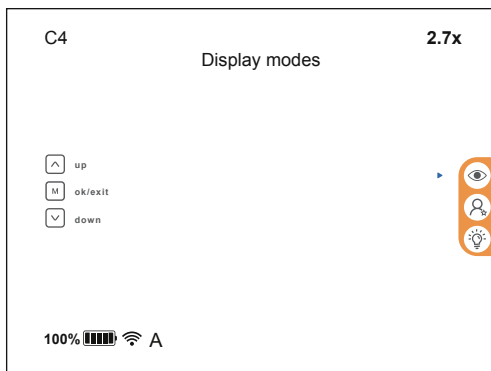 C4 2.7x
Display modes
up
M ok/exit
down
100% A